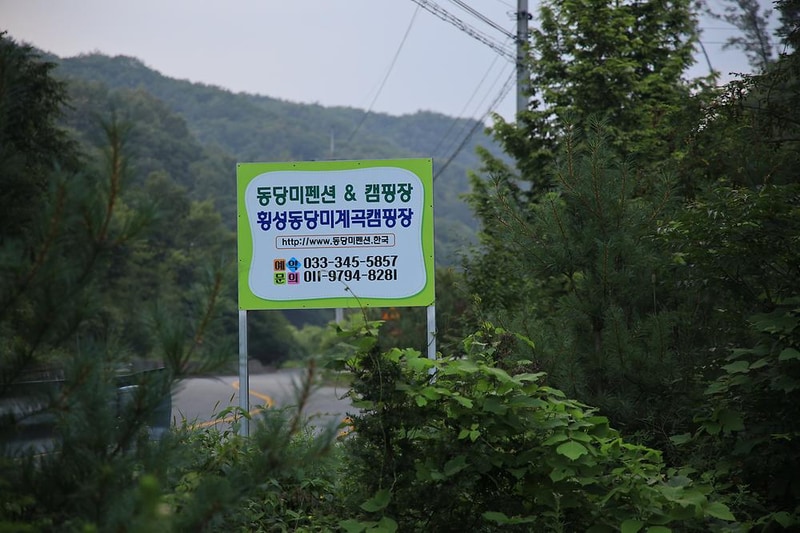 동당미펜션 & 캠핑장
횡성동당미계곡캠핑장
http://www.동당미펜션.한국
예약 033-345-5857
문의 011-9794-8281